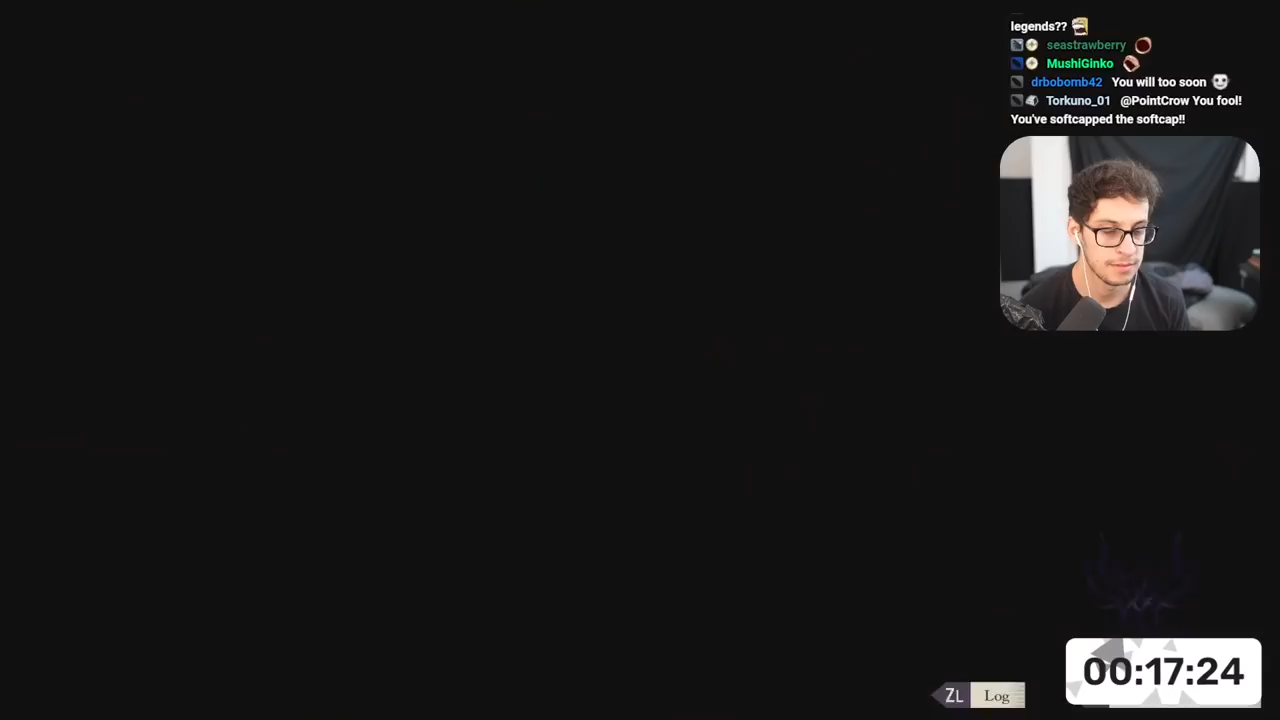 legends??
seastrawberry
MushiGinko
drbobomb42 You will too soon
Torkuno_01 @PointCrow You fool!
You've softcapped the softcap!!
00:17:24
ZL Log